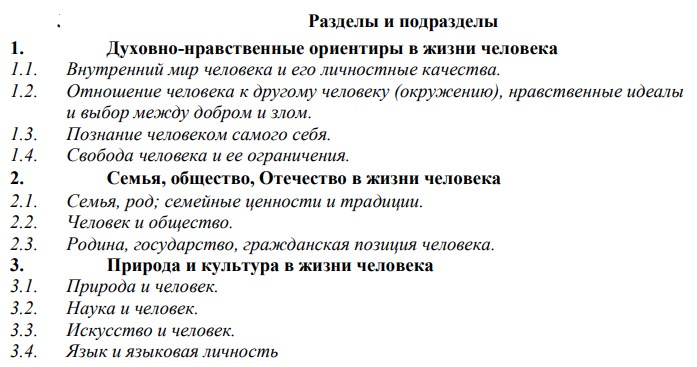 Разделы и подразделы
1. Духовно-нравственные ориентиры в жизни человека
1.1. Внутренний мир человека и его личностные качества.
1.2. Отношение человека к другому человеку (окружению), нравственные идеалы
и выбор между добром и злом.
1.3. Познание человеком самого себя.
1.4. Свобода человека и ее ограничения.
2. Семья, общество, Отечество в жизни человека
2.1. Семья, род; семейные ценности и традиции.
2.2. Человек и общество.
2.3. Родина, государство, гражданская позиция человека.
3. Природа и культура в жизни человека
3.1. Природа и человек.
3.2. Наука и человек.
3.3. Искусство и человек.
3.4. Язык и языковая личность